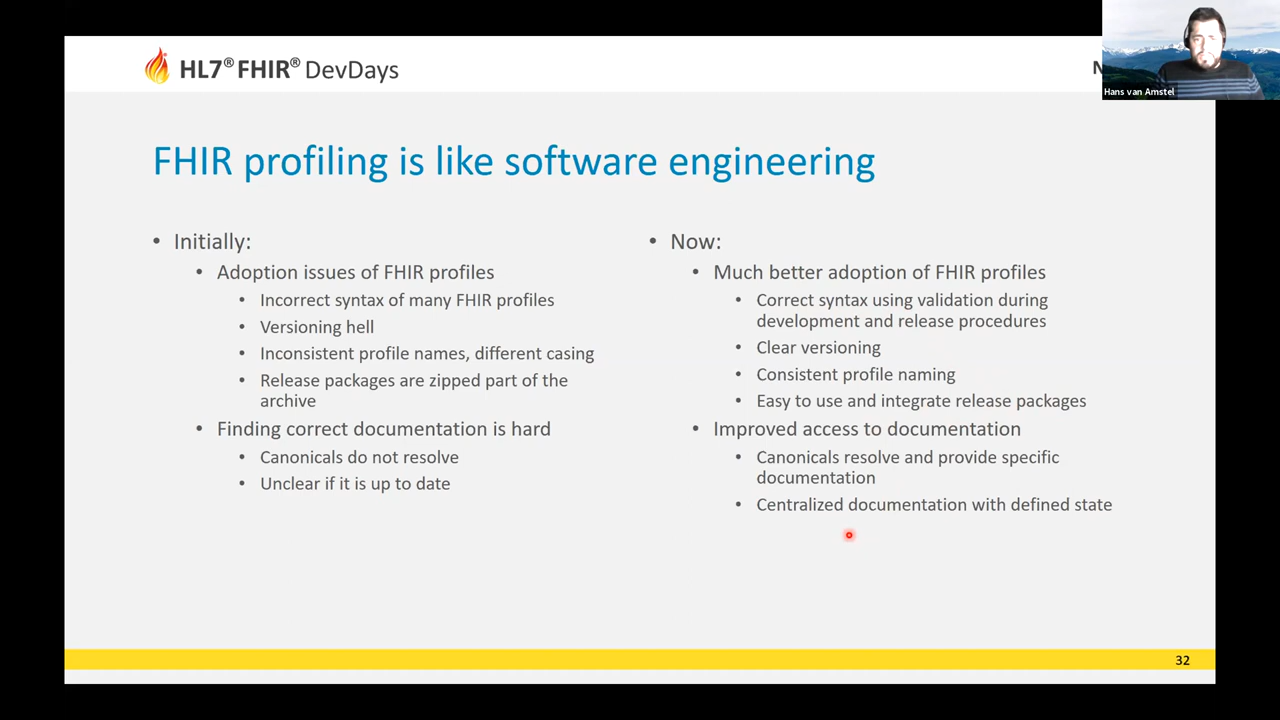 HL7® FHIR® DevDays
N
Hans van Amstel
FHIR profiling is like software engineering
• Initially:
• Adoption issues of FHIR profiles
• Incorrect syntax of many FHIR profiles
• Versioning hell
• Inconsistent profile names, different casing
• Release packages are zipped part of the
archive
• Finding correct documentation is hard
• Canonicals do not resolve
• Unclear if it is up to date
• Now:
• Much better adoption of FHIR profiles
• Correct syntax using validation during
development and release procedures
• Clear versioning
• Consistent profile naming
• Easy to use and integrate release packages
• Improved access to documentation
• Canonicals resolve and provide specific
documentation
• Centralized documentation with defined state
32